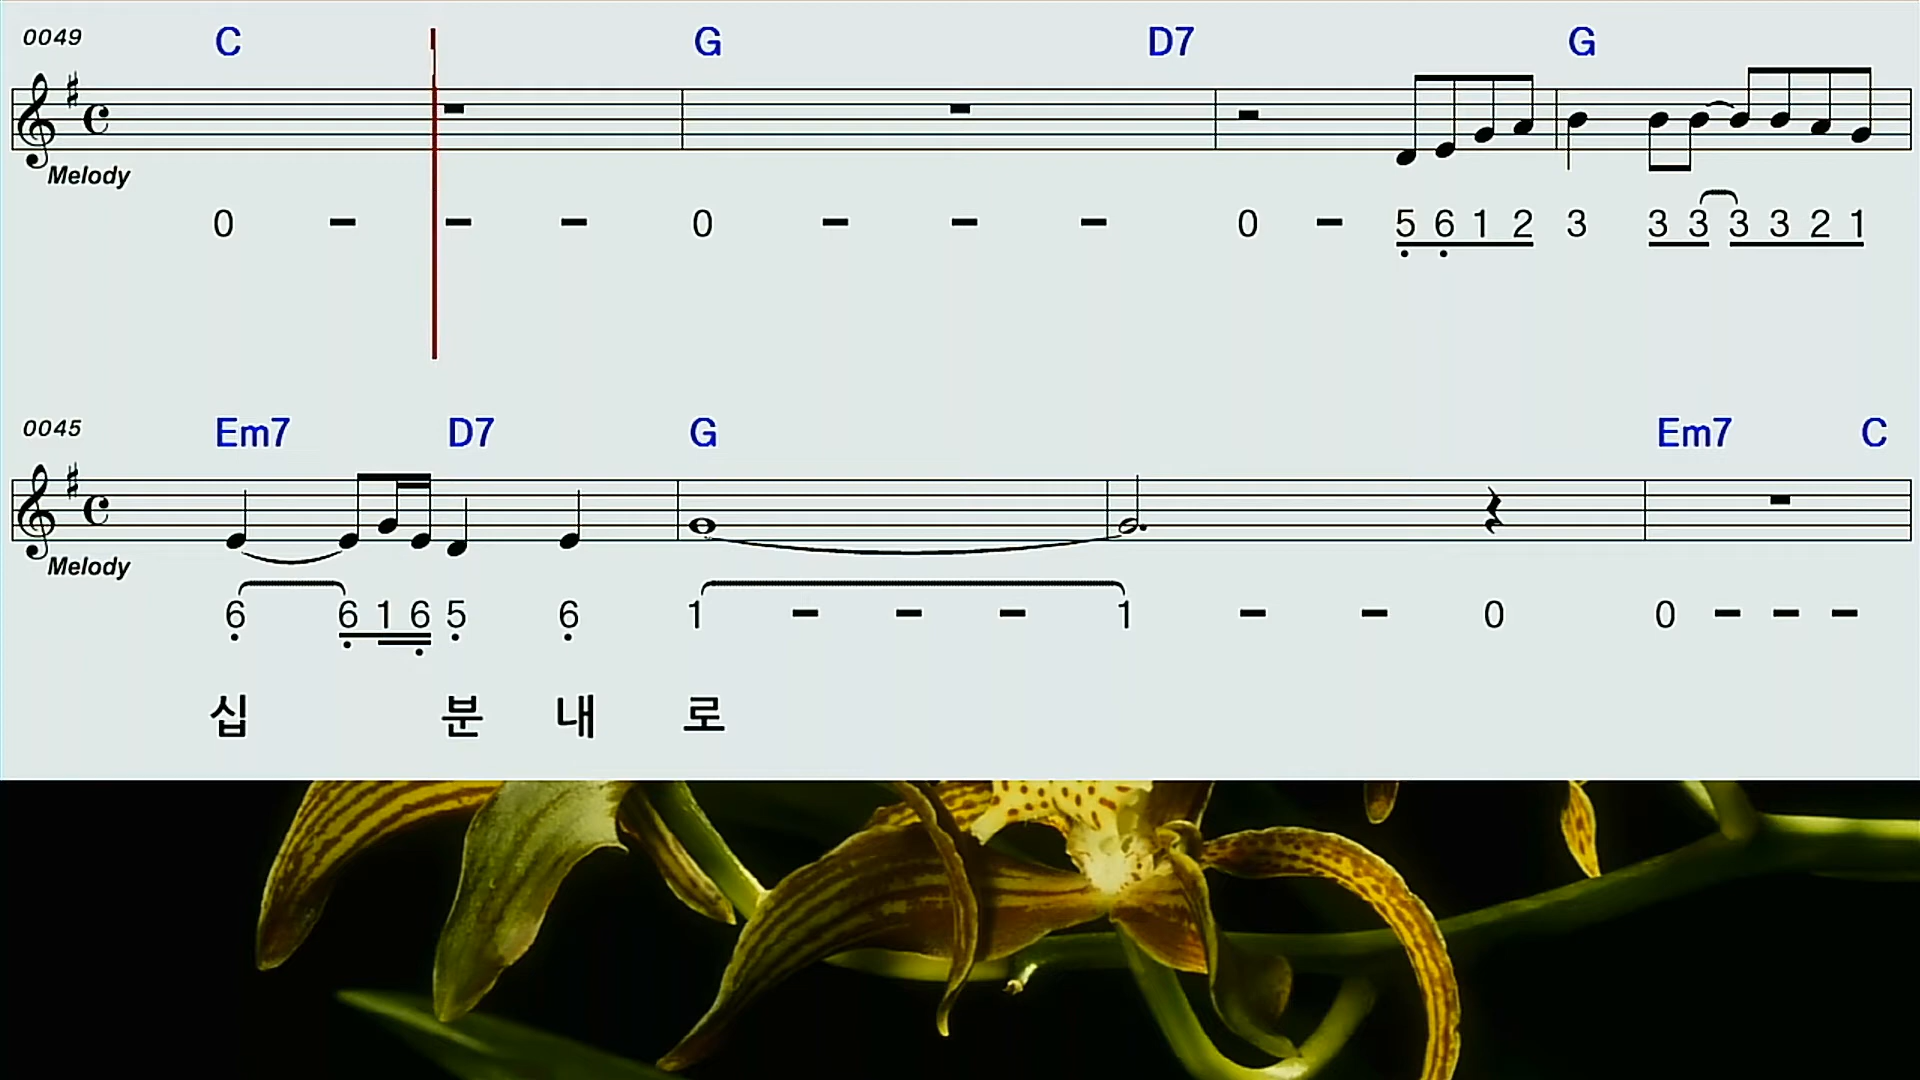 0049 C G D7 G
Melody
0 - - - 0 - - - 0 - 5 6 1 2 3 3 3 3 3 2 1
0045 Em7 D7 G Em7 C
Melody
6 6 1 6 5 6 1 - - - 1 - - 0 0 - - -
십 분 내 로